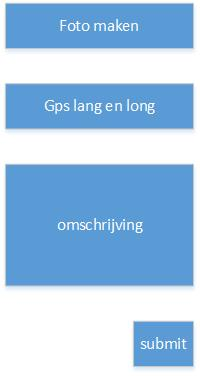 Foto maken
Gps lang en long
omschrijving
submit